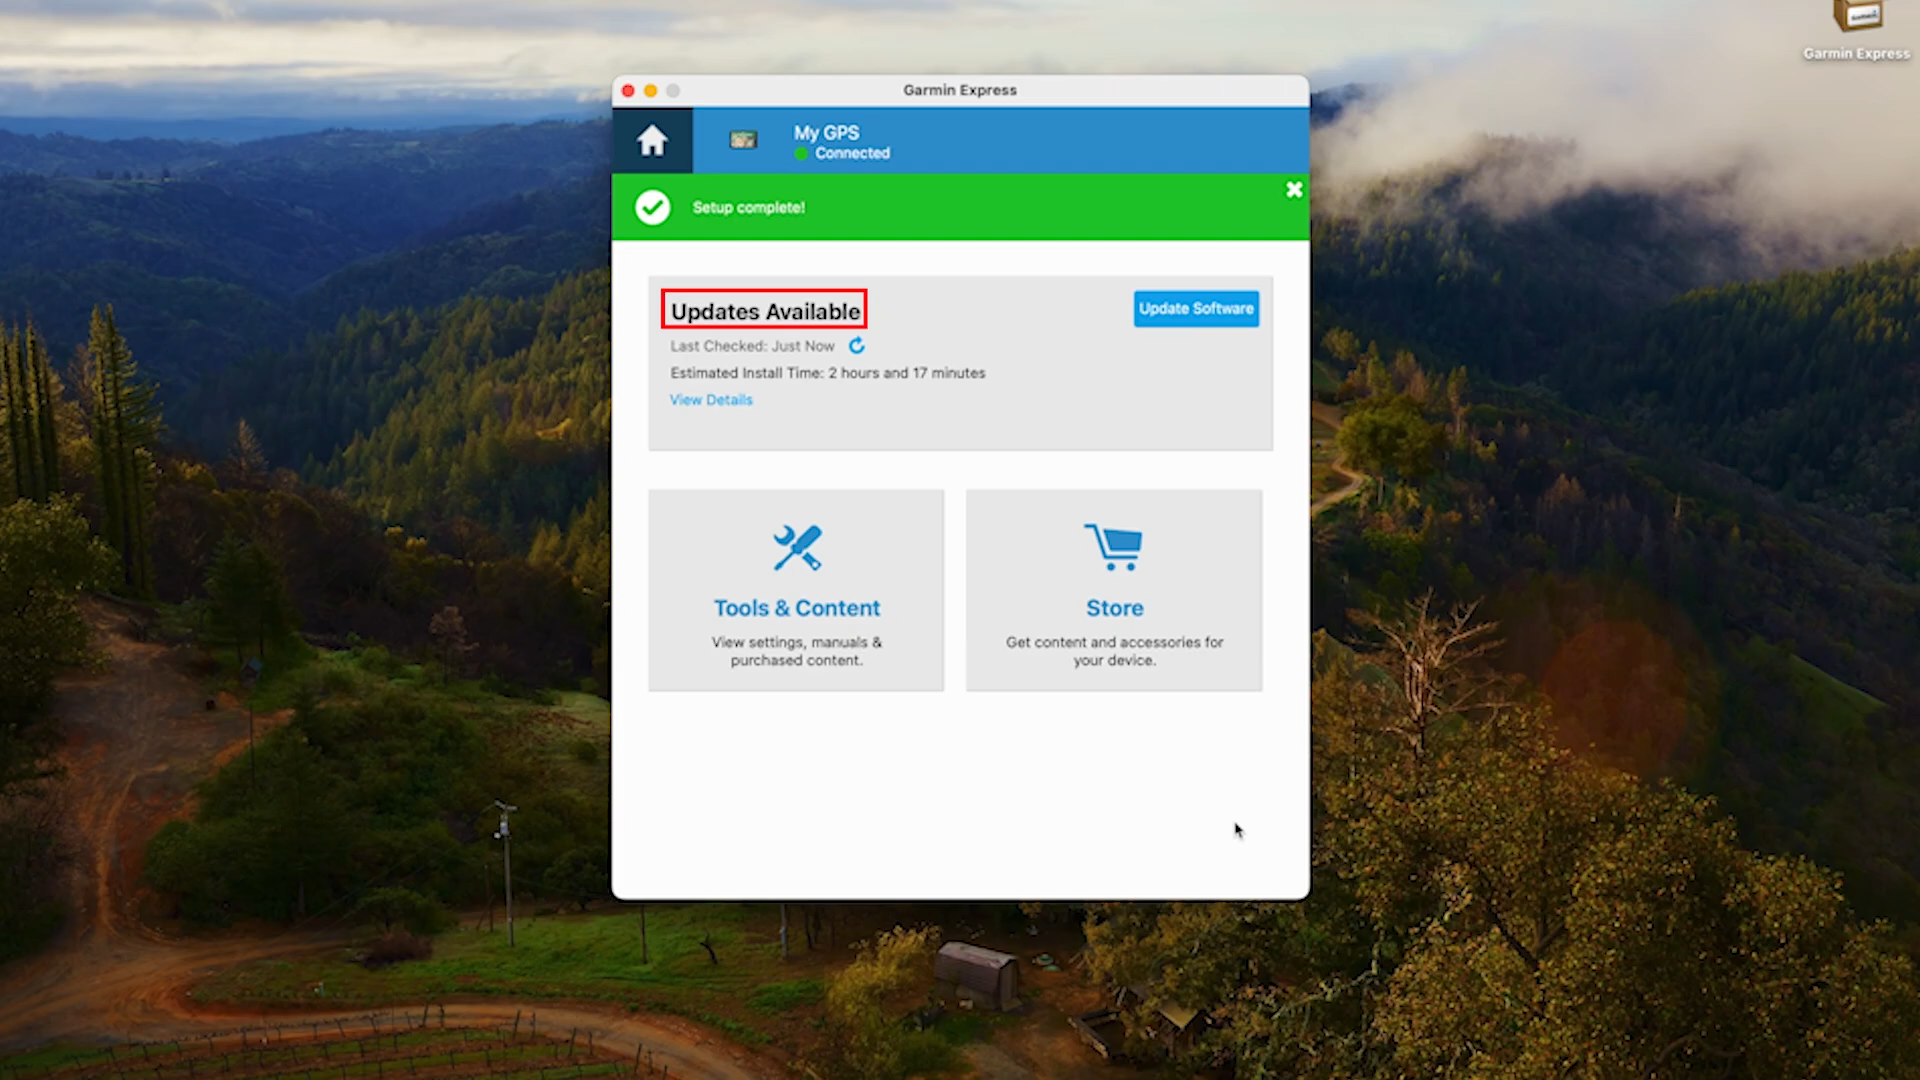 Garmin Express
Garmin Express
My GPS
Connected
Setup complete!
Updates Available
Update Software
Last Checked: Just Now
Estimated Install Time: 2 hours and 17 minutes
View Details
Tools & Content
View settings, manuals &
purchased content.
Store
Get content and accessories for
your device.